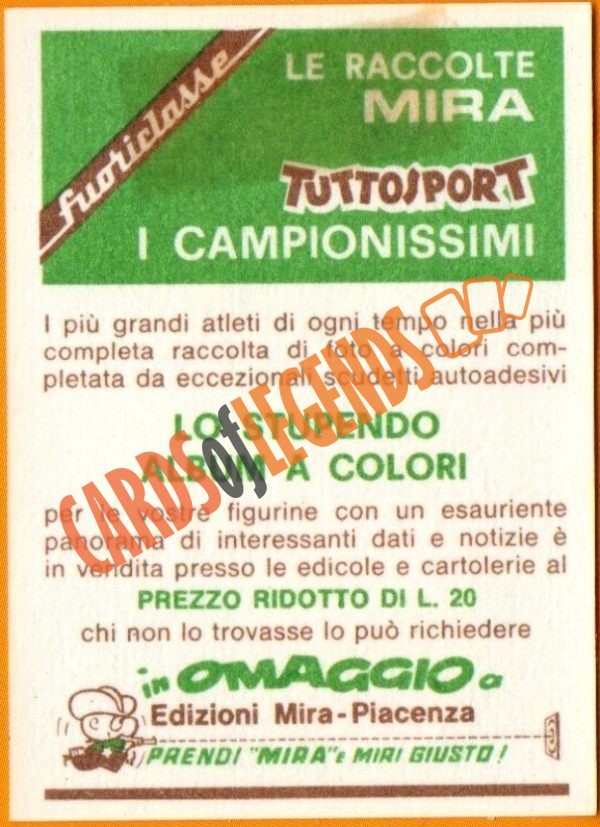 fuoriclasse
LE RACCOLTE
MIRA
TUTTOSPORT
I CAMPIONISSIMI
I più grandi atleti di ogni tempo nella più
completa raccolta di foto a colori com-
pletata da eccezionali scudetti autoadesivi
LO STUPENDO
ALBUM A COLORI
per le vostre figurine con un esauriente
panorama di interessanti dati e notizie è
in vendita presso le edicole e cartolerie al
PREZZO RIDOTTO DI L. 20
chi non lo trovasse lo può richiedere
in OMAGGIO a
Edizioni Mira-Piacenza
PRENDI "MIRA" E MIRI GIUSTO!
CARDS of LEGENDS